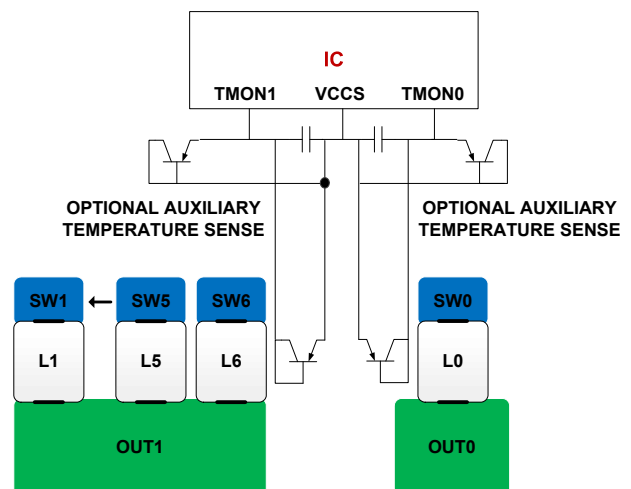 IC
TMON1 VCCS TMON0
OPTIONAL AUXILIARY
TEMPERATURE SENSE
OPTIONAL AUXILIARY
TEMPERATURE SENSE
SW1 SW5 SW6 SW0
L1 L5 L6 L0
OUT1 OUT0